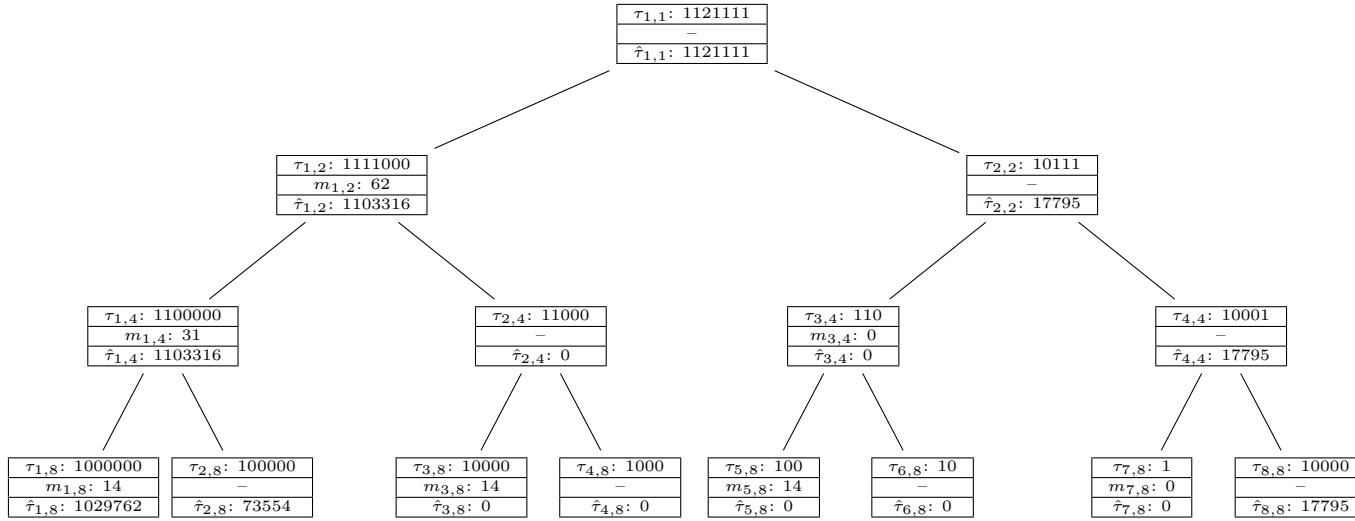 τ1,1: 1121111
–
τ̂1,1: 1121111
τ1,2: 1111000
m1,2: 62
τ̂1,2: 1103316
τ2,2: 10111
–
τ̂2,2: 17795
τ1,4: 1100000
m1,4: 31
τ̂1,4: 1103316
τ2,4: 11000
–
τ̂2,4: 0
τ3,4: 110
m3,4: 0
τ̂3,4: 0
τ4,4: 10001
–
τ̂4,4: 17795
τ1,8: 1000000
m1,8: 14
τ̂1,8: 1029762
τ2,8: 100000
–
τ̂2,8: 73554
τ3,8: 10000
m3,8: 14
τ̂3,8: 0
τ4,8: 1000
–
τ̂4,8: 0
τ5,8: 100
m5,8: 14
τ̂5,8: 0
τ6,8: 10
–
τ̂6,8: 0
τ7,8: 1
m7,8: 0
τ̂7,8: 0
τ8,8: 10000
–
τ̂8,8: 17795